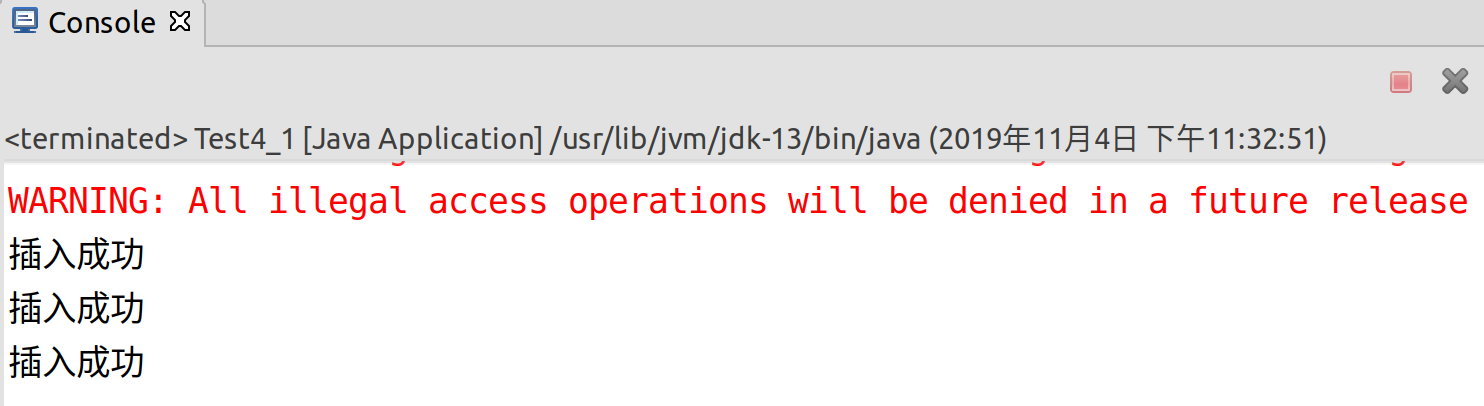 Console
<terminated> Test4_1 [Java Application] /usr/lib/jvm/jdk-13/bin/java (2019年11月4日 下午11:32:51)
WARNING: All illegal access operations will be denied in a future release
插入成功
插入成功
插入成功